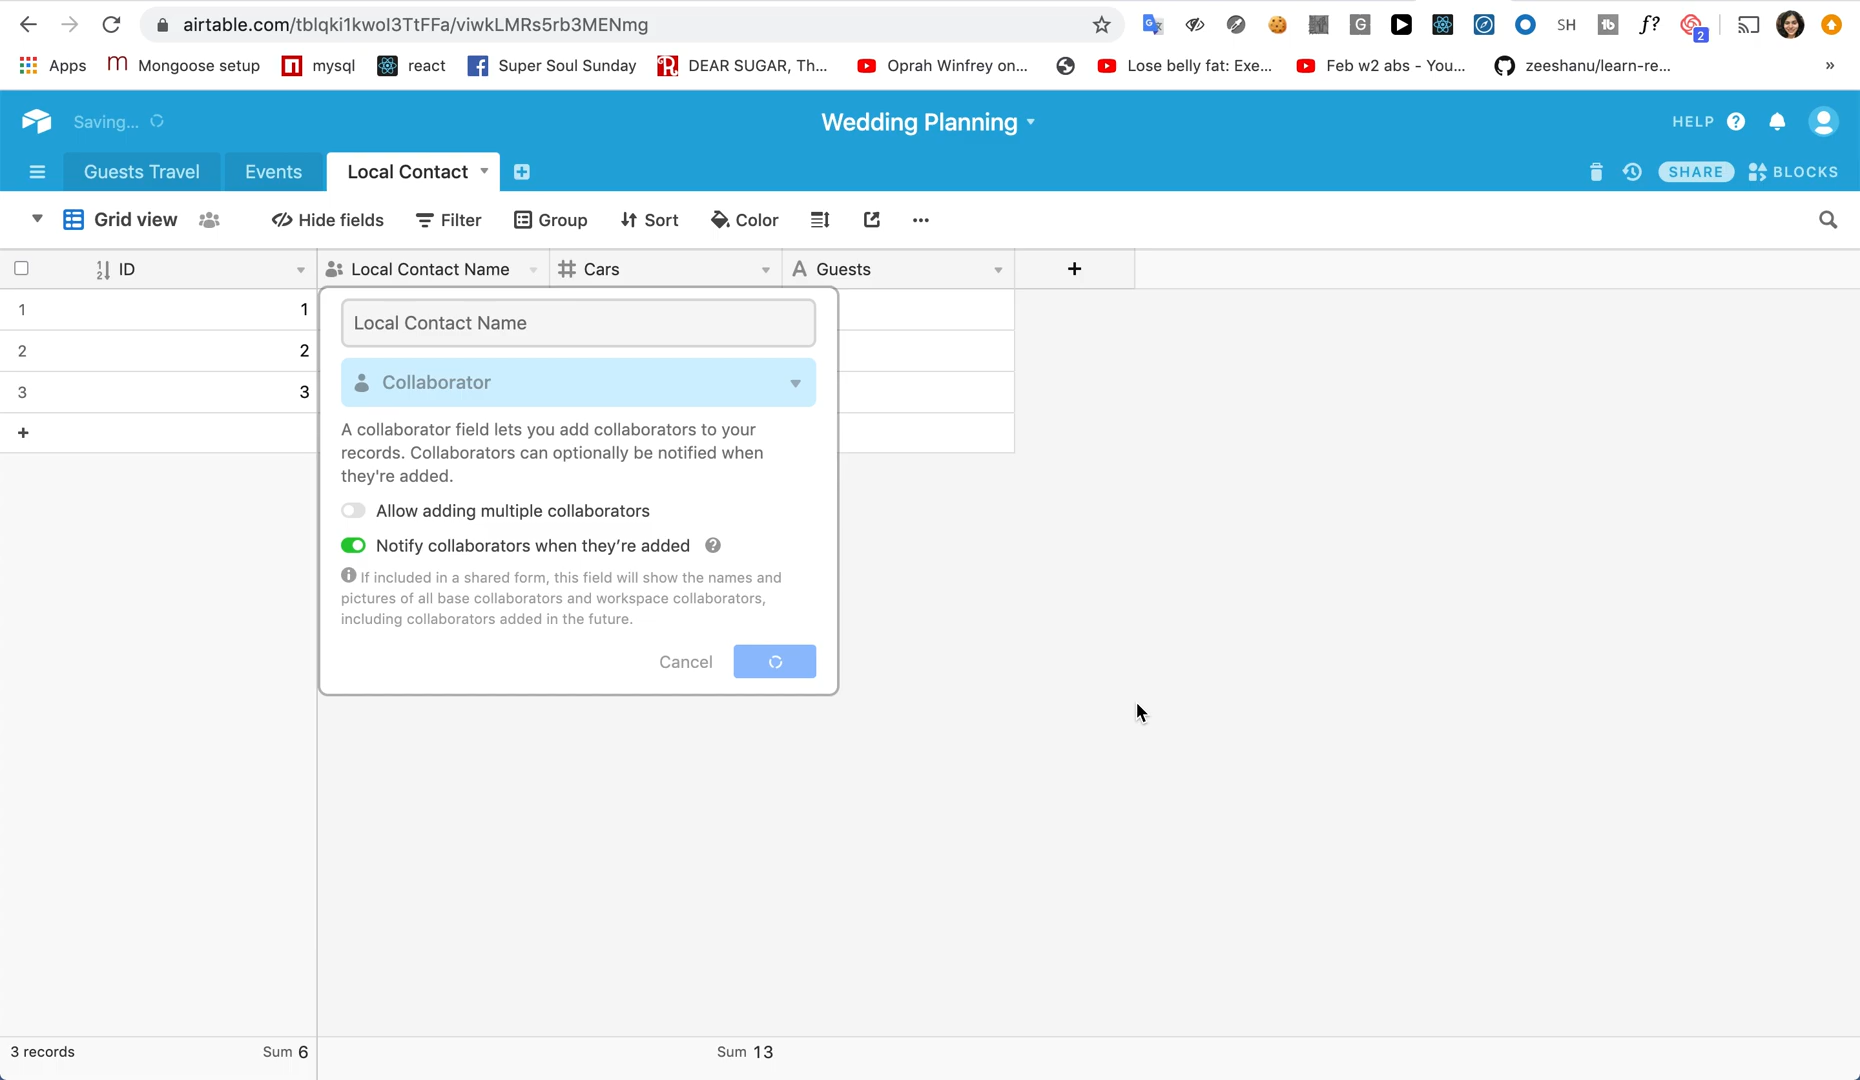 airtable.com/tblqki1kwol3TtFFa/viwkLMRs5rb3MENmg
G
G
SH
tb
f?
2
Apps
Mongoose setup
mysql
react
Super Soul Sunday
DEAR SUGAR, Th...
Oprah Winfrey on...
Lose belly fat: Exe...
Feb w2 abs - You...
zeeshanu/learn-re...
»
Saving...
Wedding Planning
HELP ?
Guests Travel
Events
Local Contact
SHARE
BLOCKS
Grid view
Hide fields
Filter
Group
Sort
Color
ID
Local Contact Name
Cars
A Guests
+
1 1
2 2
3 3
+
Local Contact Name
Collaborator
A collaborator field lets you add collaborators to your
records. Collaborators can optionally be notified when
they're added.
Allow adding multiple collaborators
Notify collaborators when they’re added ?
If included in a shared form, this field will show the names and
pictures of all base collaborators and workspace collaborators,
including collaborators added in the future.
Cancel
3 records
Sum 6
Sum 13